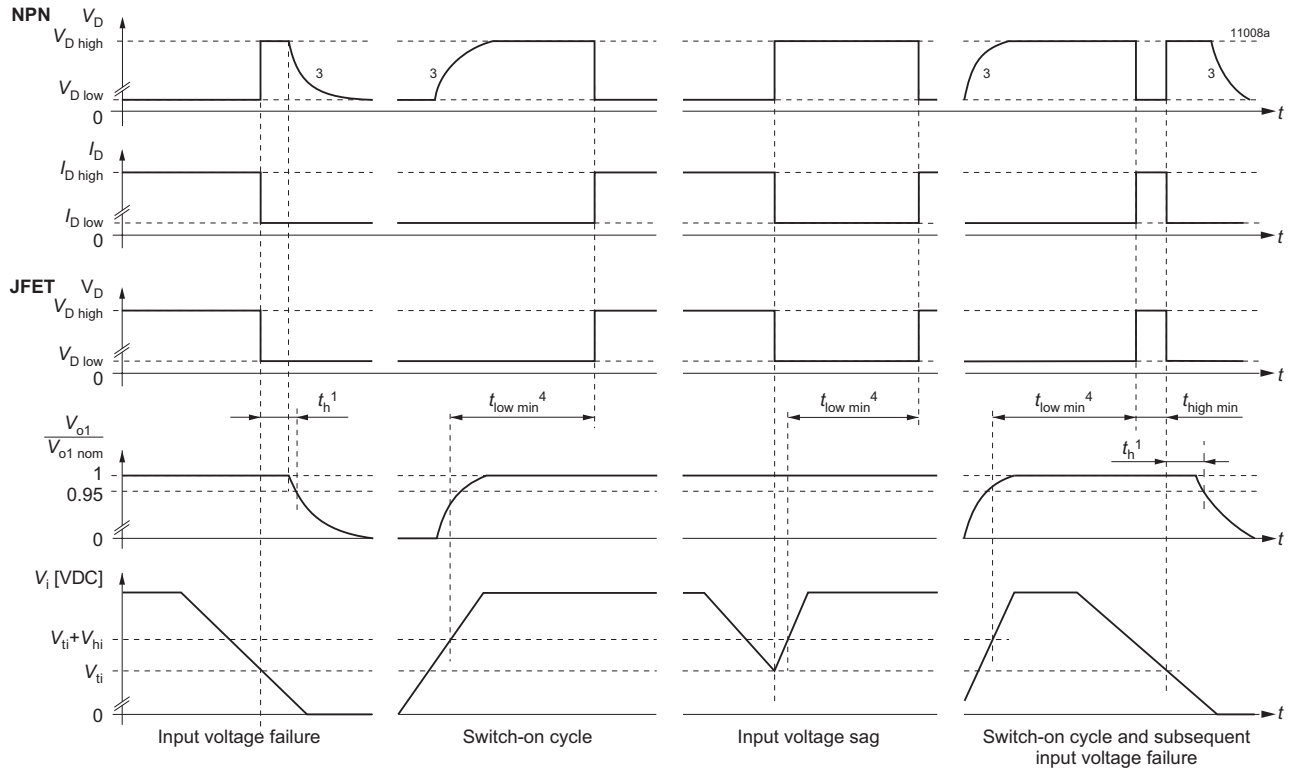 NPN
V_D
V_D high
11008a
3
3
3
3
V_D low
0
t
I_D
I_D high
I_D low
0
t
JFET
V_D
V_D high
V_D low
0
t
t_h^1
t_low min^4
t_low min^4
t_low min^4
t_high min
V_o1
V_o1 nom
t_h^1
1
0.95
0
t
V_i [VDC]
V_ti+V_hi
V_ti
0
t
Input voltage failure
Switch-on cycle
Input voltage sag
Switch-on cycle and subsequent
input voltage failure